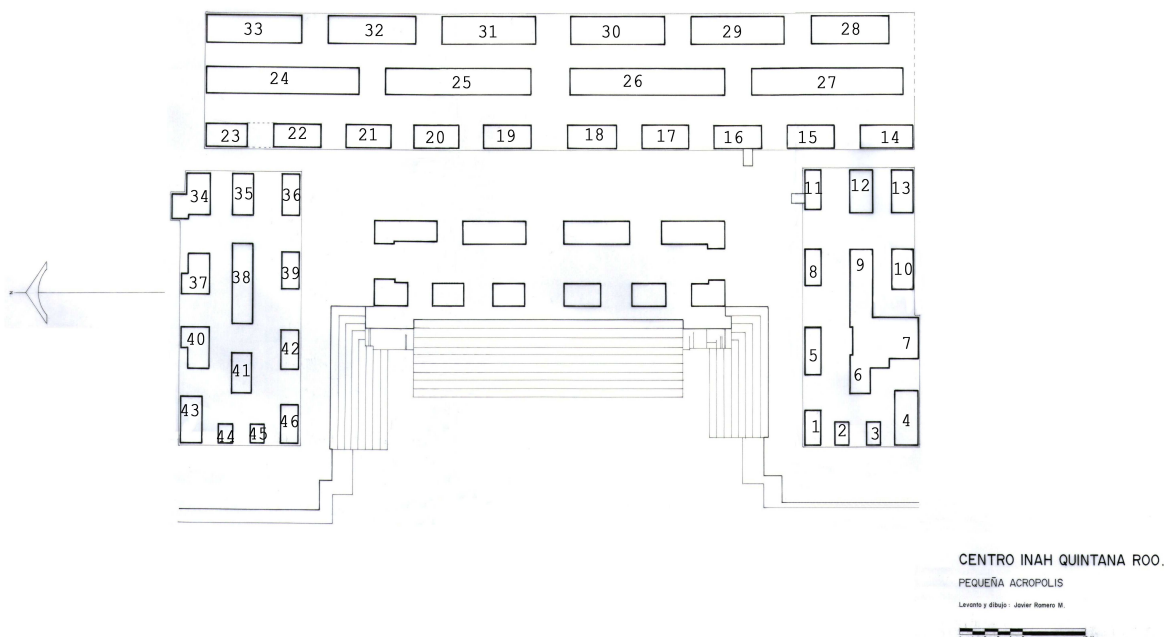 33 32 31 30 29 28
24 25 26 27
23 22 21 20 19 18 17 16 15 14
34 35 36 11 12 13
37 38 39 8 9 10
40 41 42 5 6 7
43 44 45 46 1 2 3 4
CENTRO INAH QUINTANA ROO.
PEQUEÑA ACROPOLIS
Levanto y dibujo : Javier Romero M.